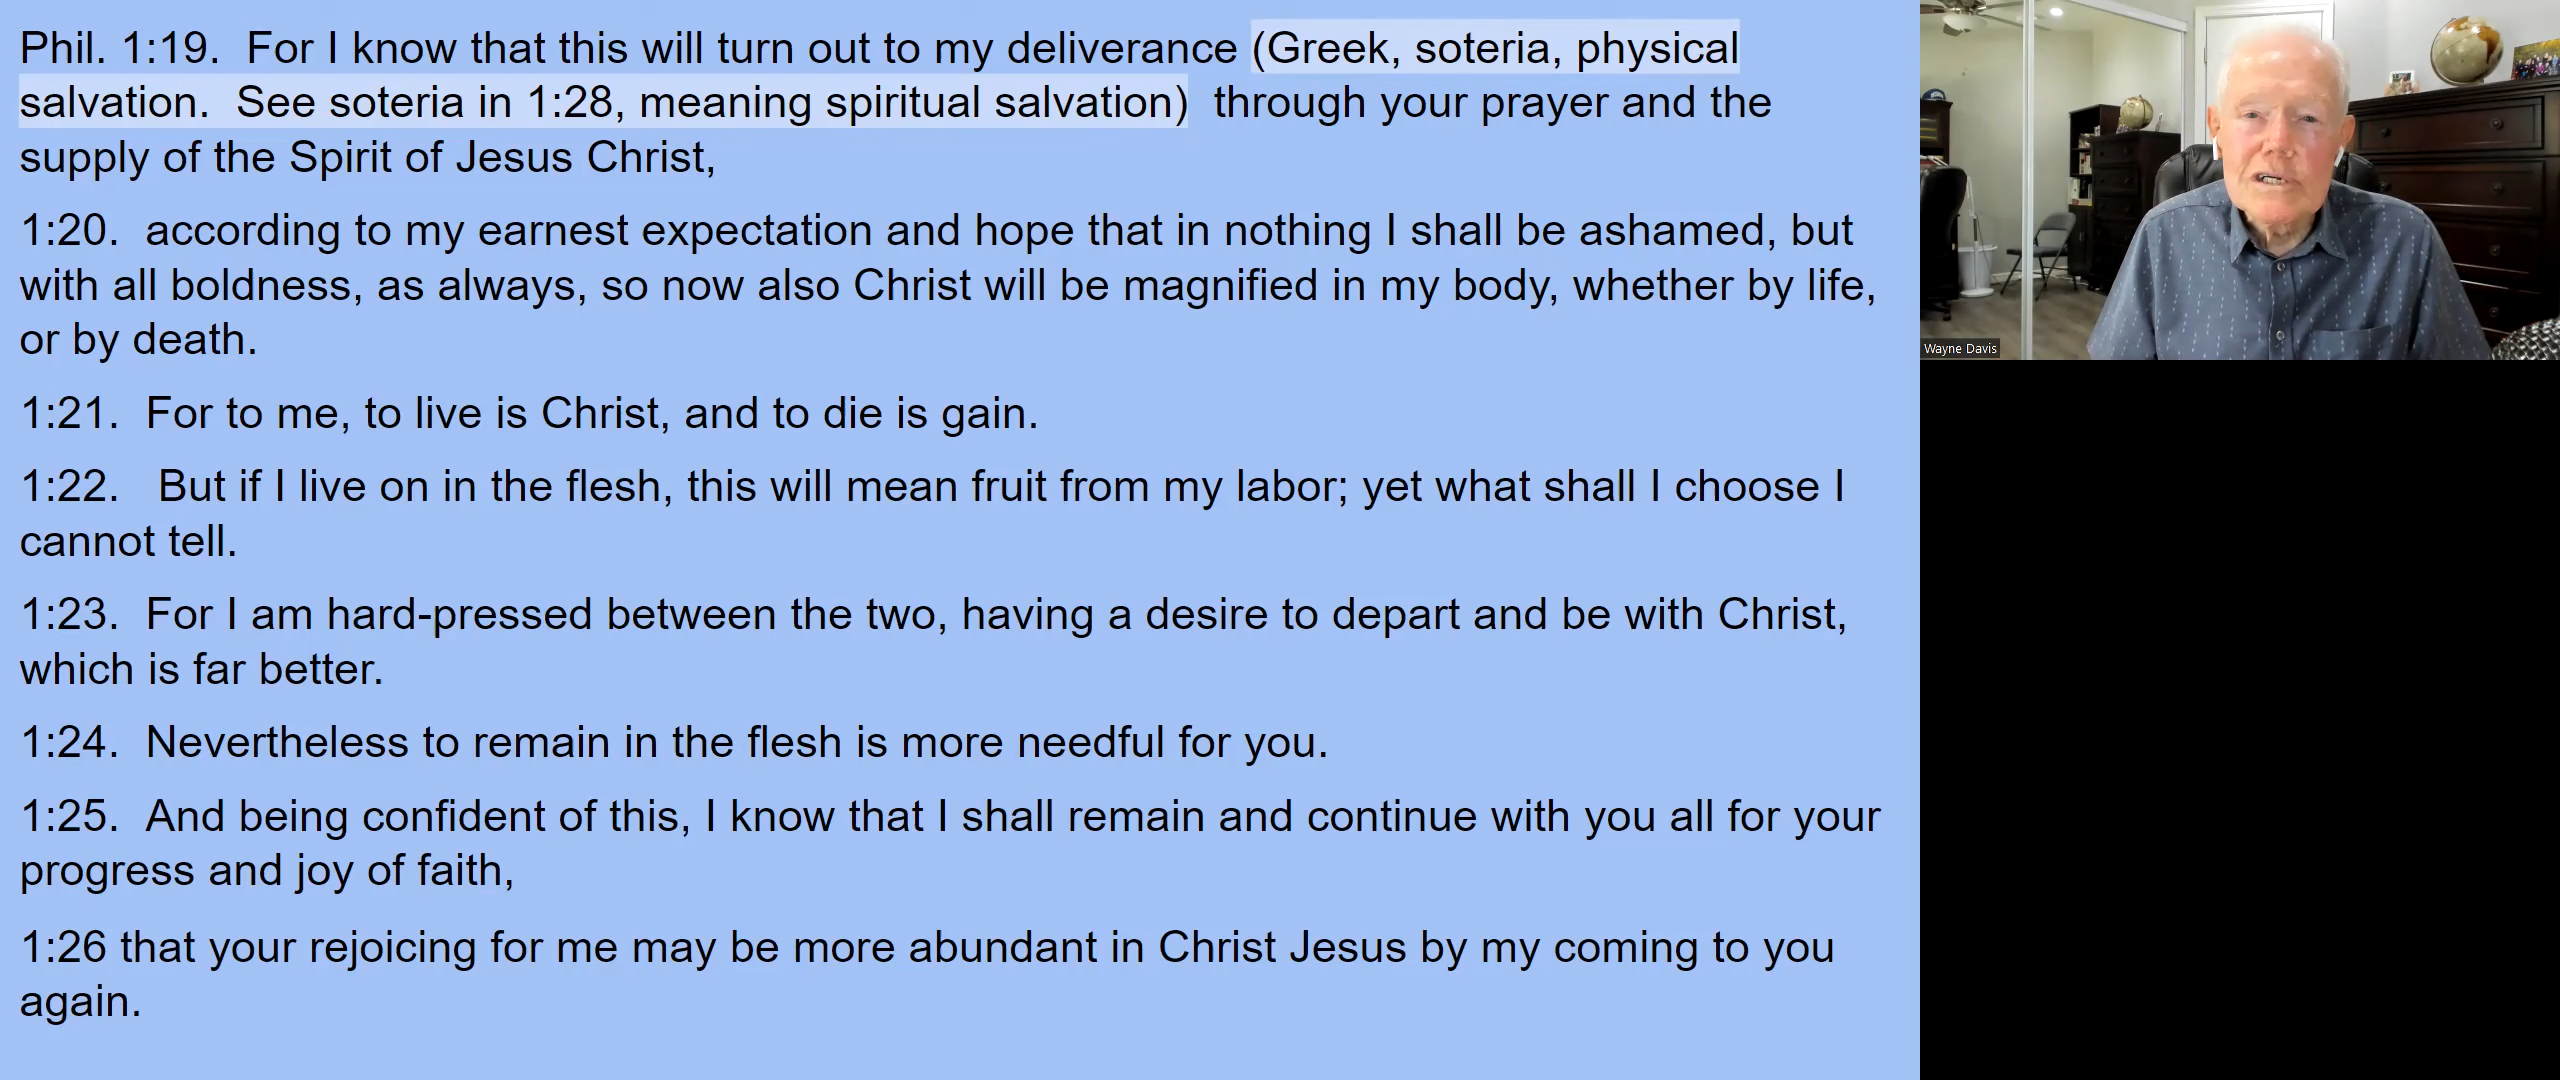 Phil. 1:19.  For I know that this will turn out to my deliverance (Greek, soteria, physical
salvation.  See soteria in 1:28, meaning spiritual salvation)  through your prayer and the
supply of the Spirit of Jesus Christ,
1:20.  according to my earnest expectation and hope that in nothing I shall be ashamed, but
with all boldness, as always, so now also Christ will be magnified in my body, whether by life,
or by death.
1:21.  For to me, to live is Christ, and to die is gain.
1:22.   But if I live on in the flesh, this will mean fruit from my labor; yet what shall I choose I
cannot tell.
1:23.  For I am hard-pressed between the two, having a desire to depart and be with Christ,
which is far better.
1:24.  Nevertheless to remain in the flesh is more needful for you.
1:25.  And being confident of this, I know that I shall remain and continue with you all for your
progress and joy of faith,
1:26 that your rejoicing for me may be more abundant in Christ Jesus by my coming to you
again.
Wayne Davis